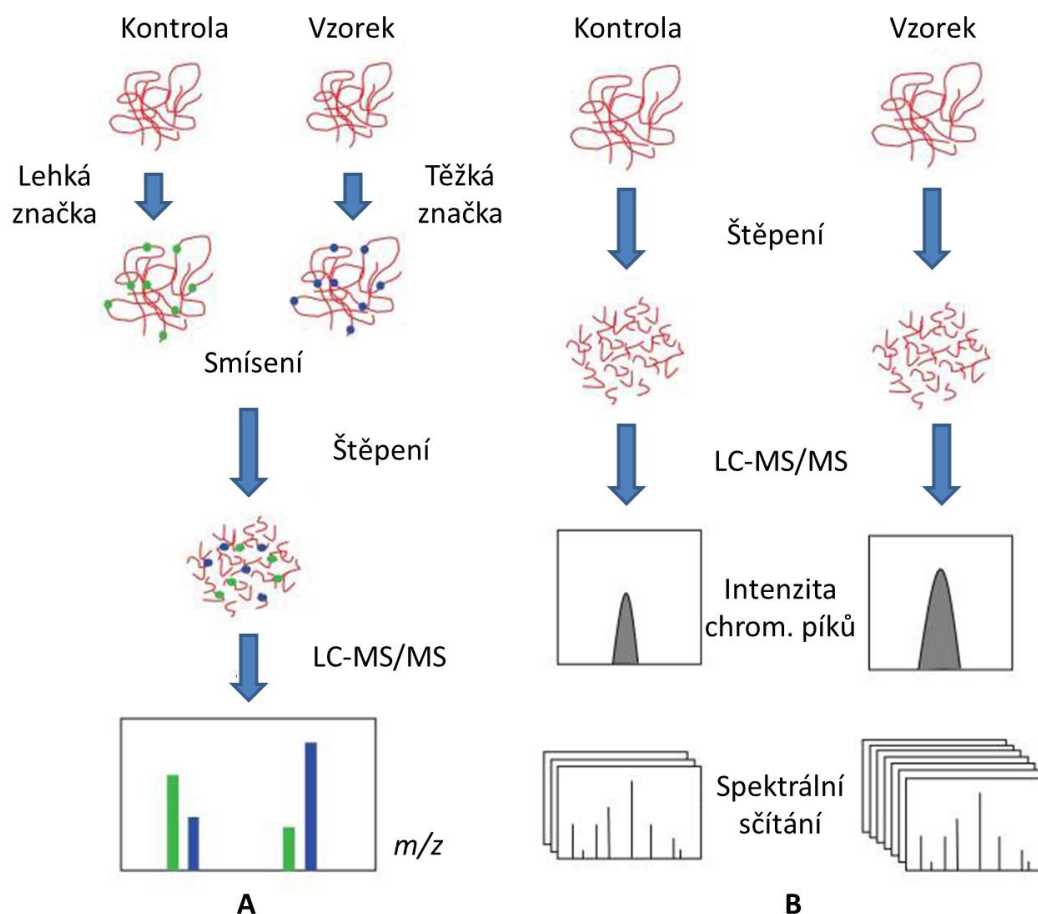 Kontrola
Vzorek
Lehká
značka
Těžká
značka
Smísení
Štěpení
LC-MS/MS
m/z
A
Kontrola
Vzorek
Štěpení
LC-MS/MS
Intenzita
chrom. píků
Spektrální
sčítání
B